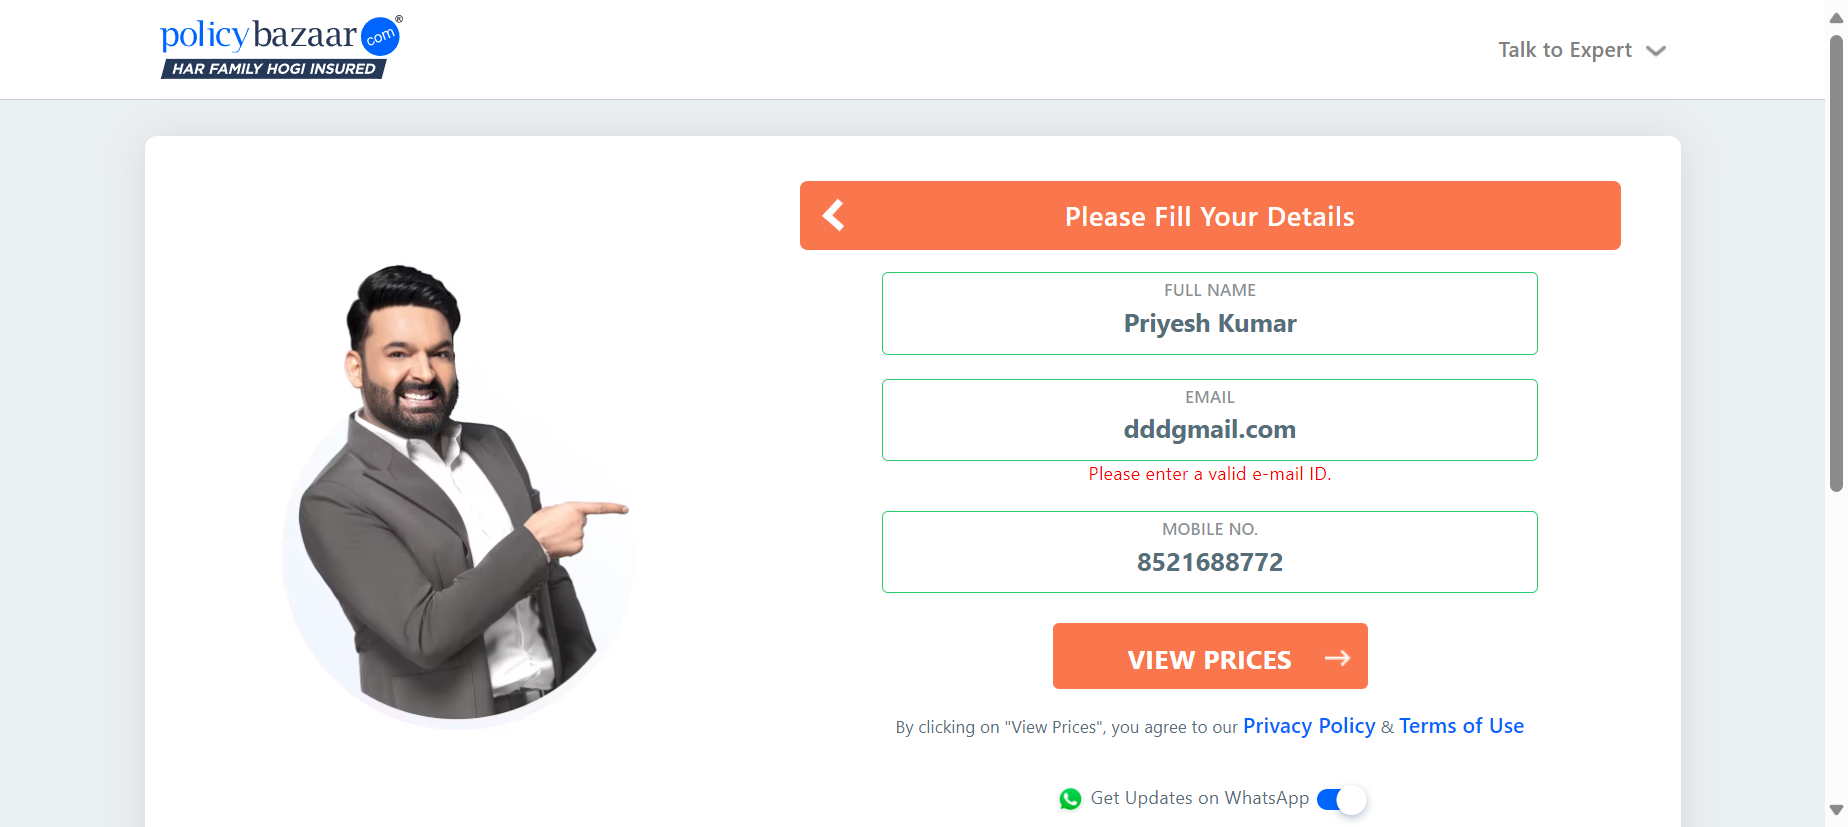 policybazaar com ®
HAR FAMILY HOGI INSURED
Talk to Expert
Please Fill Your Details
FULL NAME
Priyesh Kumar
EMAIL
dddgmail.com
Please enter a valid e-mail ID.
MOBILE NO.
8521688772
VIEW PRICES
By clicking on "View Prices", you agree to our Privacy Policy & Terms of Use
Get Updates on WhatsApp